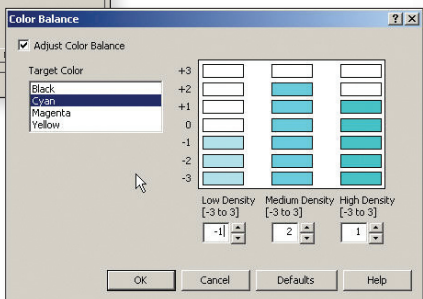 Color Balance
Adjust Color Balance
Target Color
Black
Cyan
Magenta
Yellow
+3
+2
+1
0
-1
-2
-3
Low Density Medium Density High Density
[-3 to 3] [-3 to 3] [-3 to 3]
-1 2 1
OK Cancel Defaults Help